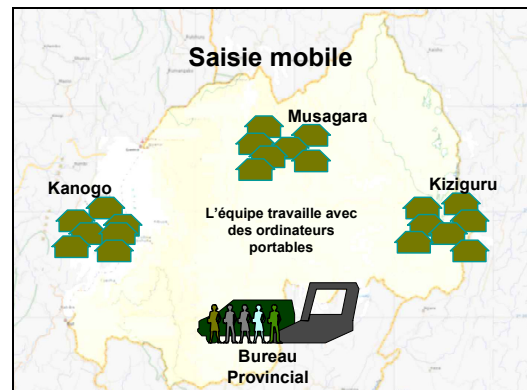 Saisie mobile
Musagara
Kanogo
Kiziguru
L'équipe travaille avec
des ordinateurs
portables
Bureau
Provincial